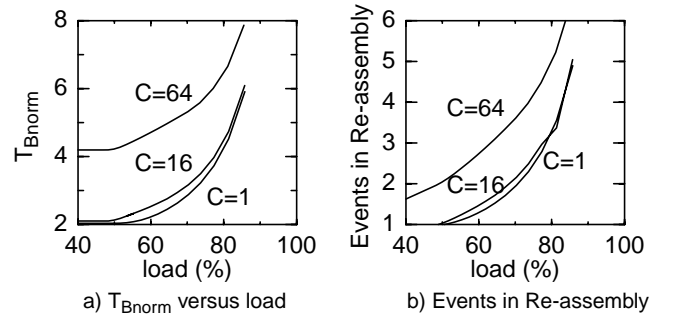 T_Bnorm
8
6
4
2
C=64
C=16
C=1
40 60 80 100
load (%)
a) T_Bnorm versus load
Events in Re-assembly
6
5
4
3
2
1
C=64
C=16
C=1
40 60 80 100
load (%)
b) Events in Re-assembly